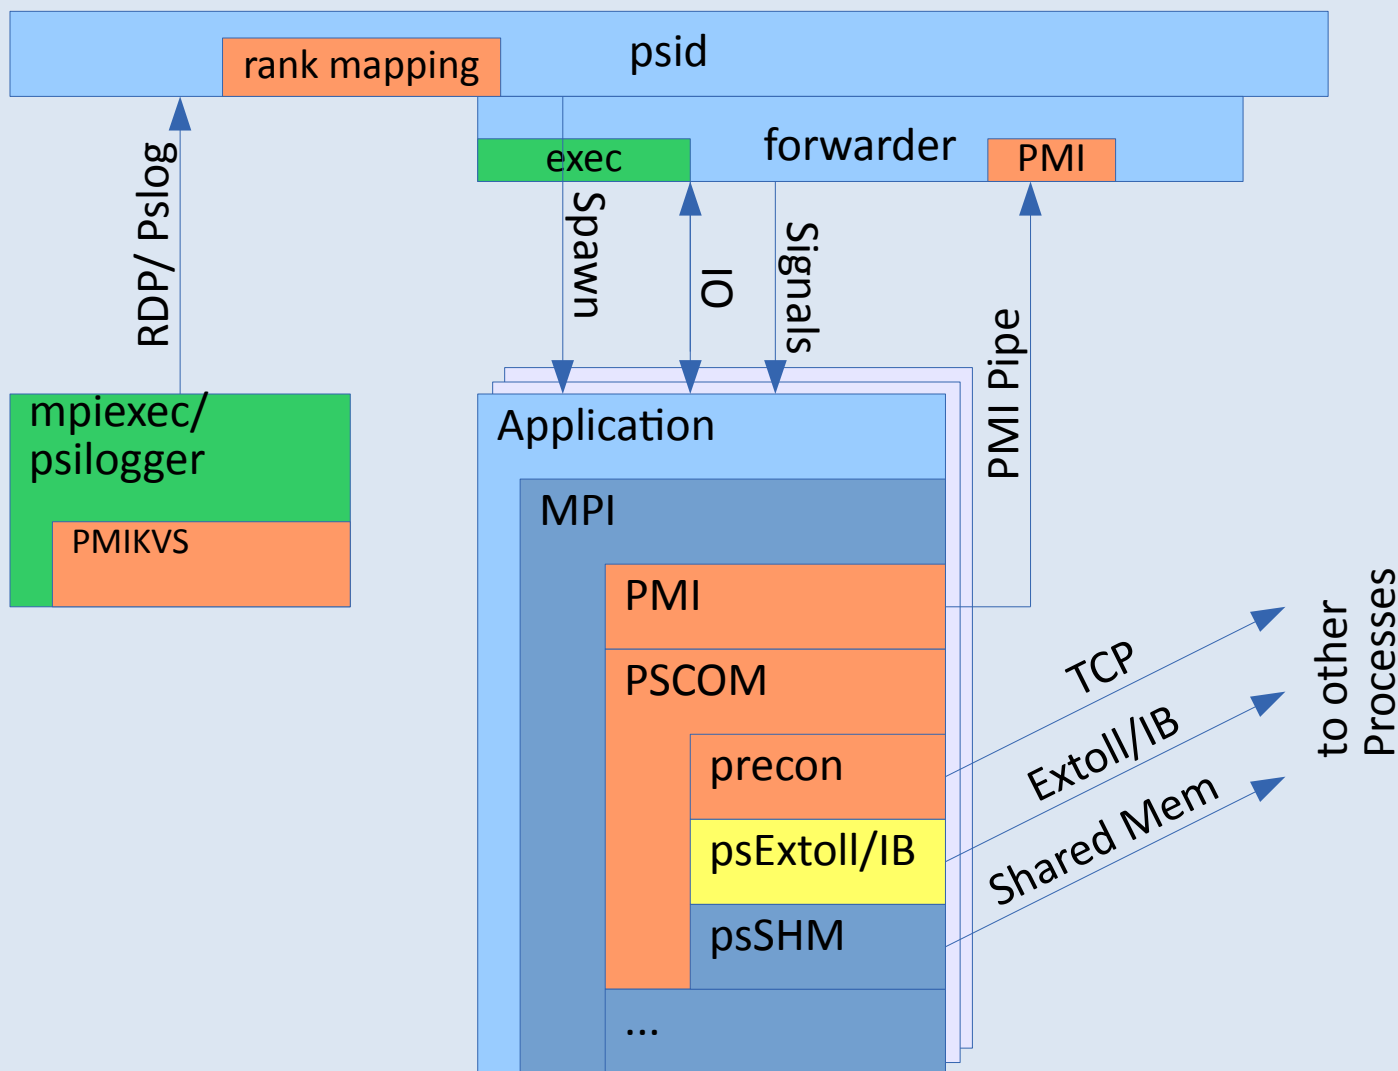 psid
rank mapping
forwarder
exec
PMI
RDP/ Pslog
Spawn
IO
Signals
PMI Pipe
mpiexec/
psilogger
PMIKVS
Application
MPI
PMI
PSCOM
precon
psExtoll/IB
psSHM
...
TCP
Extoll/IB
Shared Mem
to other
Processes